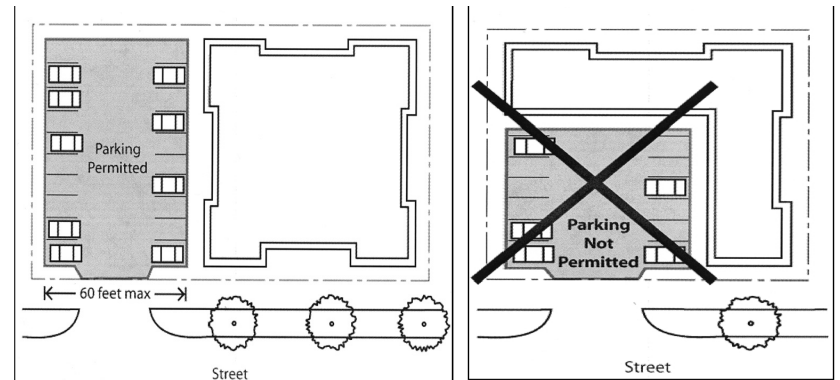 Parking
Permitted
60 feet max
Street
Parking
Not
Permitted
Street